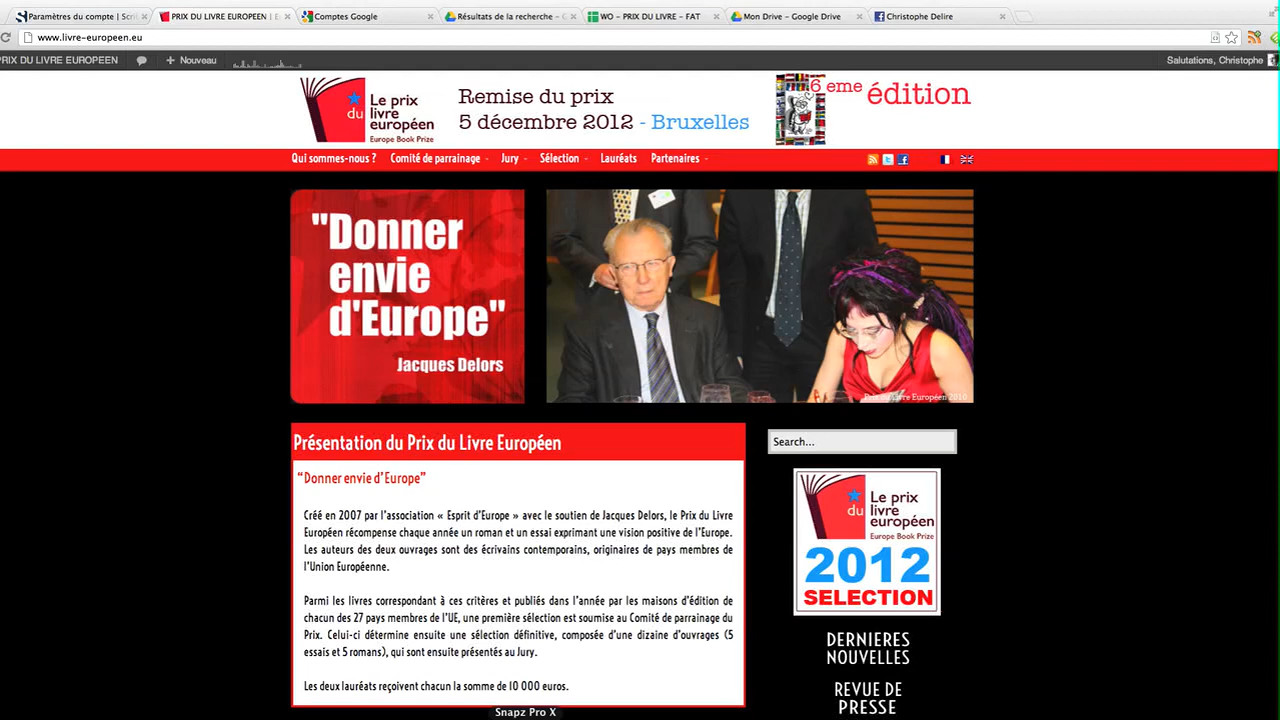 Paramètres du compte | Scri
PRIX DU LIVRE EUROPEEN | E
Comptes Google
Résultats de la recherche – G
WO – PRIX DU LIVRE – FAT
Mon Drive – Google Drive
Christophe Delire
www.livre-europeen.eu
PRIX DU LIVRE EUROPEEN
+ Nouveau
Salutations, Christophe
Le prix
du livre
européen
Europe Book Prize
Remise du prix
5 décembre 2012 - Bruxelles
6 eme édition
Qui sommes-nous ?
Comité de parrainage
Jury
Sélection
Lauréats
Partenaires
"Donner
envie
d'Europe"
Jacques Delors
Prix du Livre Européen 2010
Présentation du Prix du Livre Européen
Search...
“Donner envie d’Europe”
Créé en 2007 par l’association « Esprit d’Europe » avec le soutien de Jacques Delors, le Prix du Livre
Européen récompense chaque année un roman et un essai exprimant une vision positive de l’Europe.
Les auteurs des deux ouvrages sont des écrivains contemporains, originaires de pays membres de
l’Union Européenne.
Parmi les livres correspondant à ces critères et publiés dans l’année par les maisons d’édition de
chacun des 27 pays membres de l’UE, une première sélection est soumise au Comité de parrainage du
Prix. Celui-ci détermine ensuite une sélection définitive, composée d’une dizaine d’ouvrages (5
essais et 5 romans), qui sont ensuite présentés au Jury.
Les deux lauréats reçoivent chacun la somme de 10 000 euros.
Le prix
du livre
européen
Europe Book Prize
2012
SELECTION
DERNIERES
NOUVELLES
REVUE DE
PRESSE
Snapz Pro X